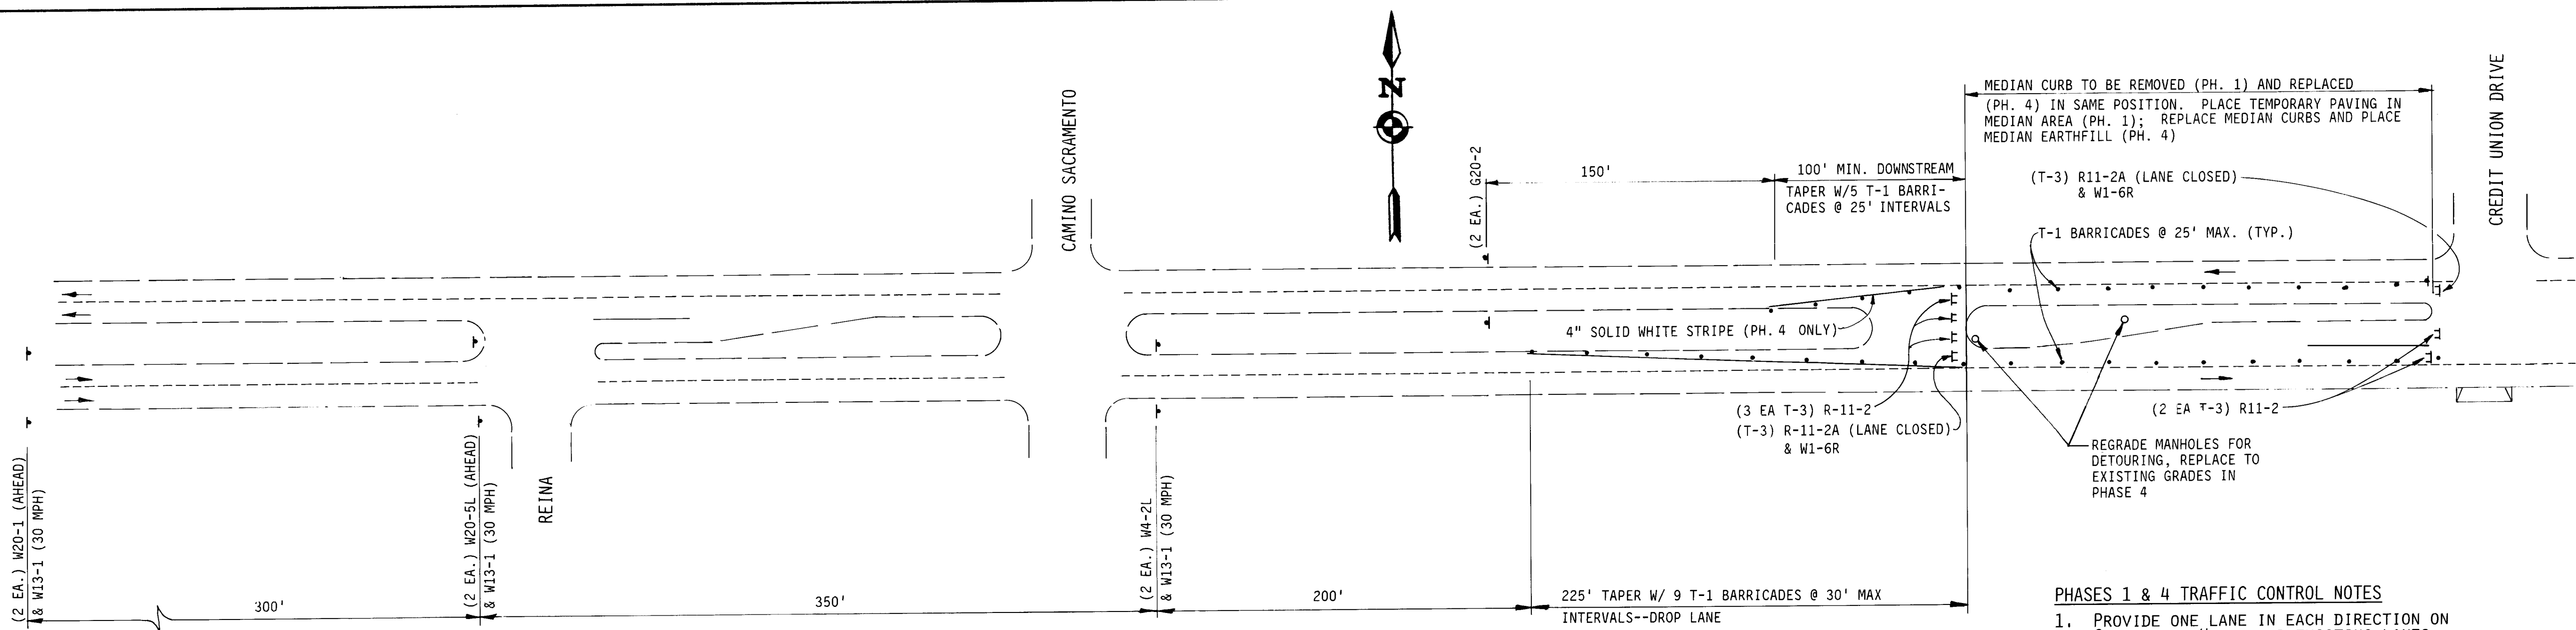 N
CAMINO SACRAMENTO
CREDIT UNION DRIVE
MEDIAN CURB TO BE REMOVED (PH. 1) AND REPLACED
(PH. 4) IN SAME POSITION. PLACE TEMPORARY PAVING IN
MEDIAN AREA (PH. 1); REPLACE MEDIAN CURBS AND PLACE
MEDIAN EARTHFILL (PH. 4)
(2 EA.) G20-2
150'
100' MIN. DOWNSTREAM
TAPER W/5 T-1 BARRI-
CADES @ 25' INTERVALS
(T-3) R11-2A (LANE CLOSED)
& W1-6R
T-1 BARRICADES @ 25' MAX. (TYP.)
4" SOLID WHITE STRIPE (PH. 4 ONLY)
(3 EA T-3) R-11-2
(T-3) R-11-2A (LANE CLOSED)
& W1-6R
(2 EA T-3) R11-2
REGRADE MANHOLES FOR
DETOURING, REPLACE TO
EXISTING GRADES IN
PHASE 4
REINA
(2 EA.) W20-1 (AHEAD)
& W13-1 (30 MPH)
(2 EA.) W20-5L (AHEAD)
& W13-1 (30 MPH)
(2 EA.) W4-2L
& W13-1 (30 MPH)
300'
350'
200'
225' TAPER W/ 9 T-1 BARRICADES @ 30' MAX
INTERVALS--DROP LANE
PHASES 1 & 4 TRAFFIC CONTROL NOTES
1. PROVIDE ONE LANE IN EACH DIRECTION ON